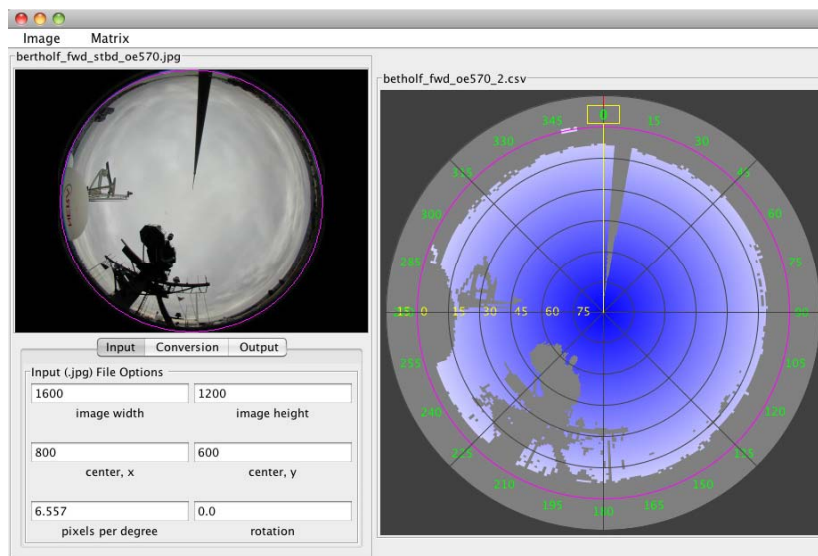 Image Matrix
bertholf_fwd_stbd_oe570.jpg
betholf_fwd_oe570_2.csv
0
345 15
330 30
315 45
300 60
285 75
-15 0 15 30 45 60 75 90
255
240 120
225 135
210 150
195 165
180
Input Conversion Output
Input (.jpg) File Options
1600 1200
image width image height
800 600
center, x center, y
6.557 0.0
pixels per degree rotation